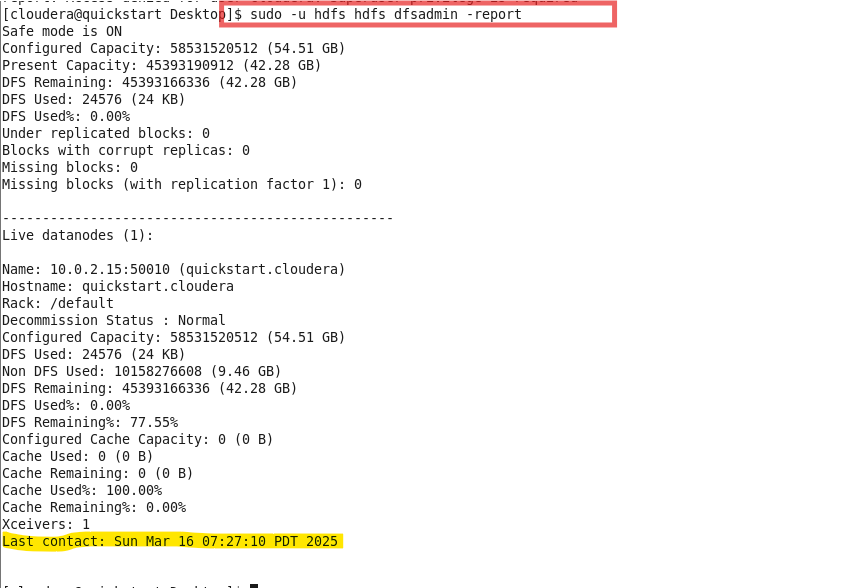 [cloudera@quickstart Desktop]$ sudo -u hdfs hdfs dfsadmin -report
Safe mode is ON
Configured Capacity: 58531520512 (54.51 GB)
Present Capacity: 45393190912 (42.28 GB)
DFS Remaining: 45393166336 (42.28 GB)
DFS Used: 24576 (24 KB)
DFS Used%: 0.00%
Under replicated blocks: 0
Blocks with corrupt replicas: 0
Missing blocks: 0
Missing blocks (with replication factor 1): 0
-------------------------------------------------
Live datanodes (1):
Name: 10.0.2.15:50010 (quickstart.cloudera)
Hostname: quickstart.cloudera
Rack: /default
Decommission Status : Normal
Configured Capacity: 58531520512 (54.51 GB)
DFS Used: 24576 (24 KB)
Non DFS Used: 10158276608 (9.46 GB)
DFS Remaining: 45393166336 (42.28 GB)
DFS Used%: 0.00%
DFS Remaining%: 77.55%
Configured Cache Capacity: 0 (0 B)
Cache Used: 0 (0 B)
Cache Remaining: 0 (0 B)
Cache Used%: 100.00%
Cache Remaining%: 0.00%
Xceivers: 1
Last contact: Sun Mar 16 07:27:10 PDT 2025